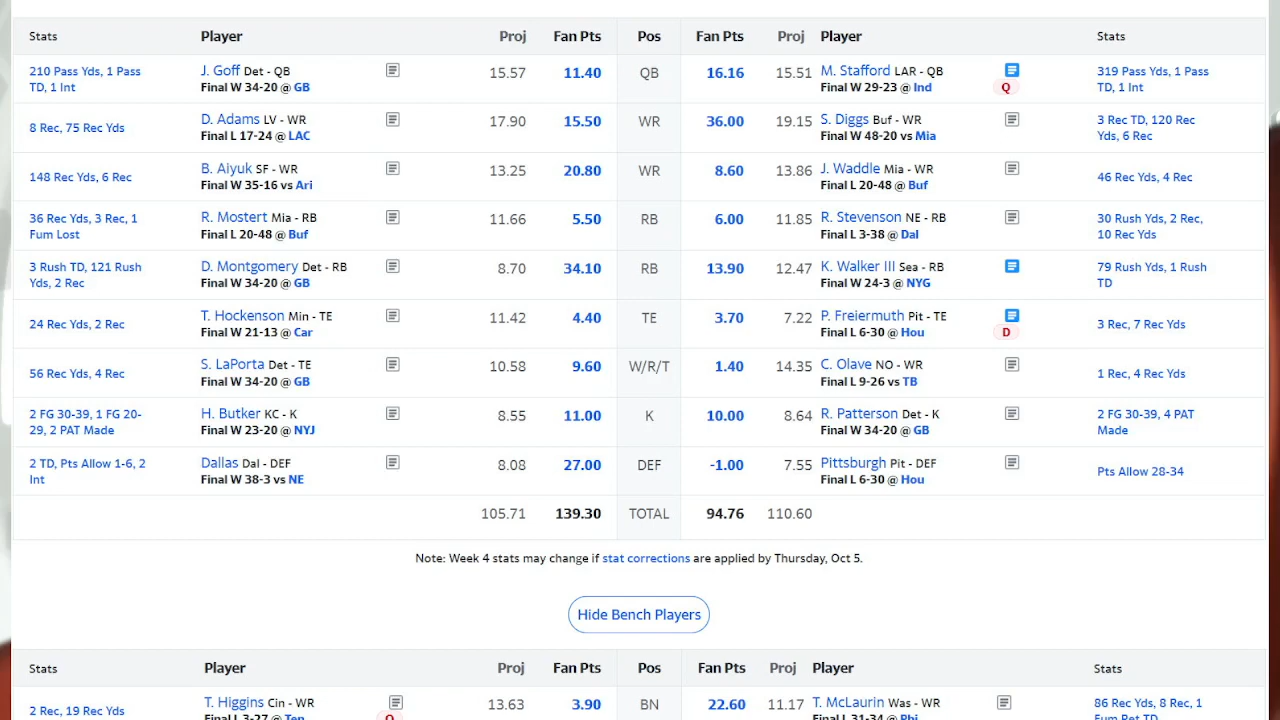 Stats Player Proj Fan Pts Pos Fan Pts Proj Player Stats
210 Pass Yds, 1 Pass J. Goff Det - QB 15.57 11.40 QB 16.16 15.51 M. Stafford LAR - QB 319 Pass Yds, 1 Pass
TD, 1 Int Final W 34-20 @ GB Final W 29-23 @ Ind Q TD, 1 Int
8 Rec, 75 Rec Yds D. Adams LV - WR 17.90 15.50 WR 36.00 19.15 S. Diggs Buf - WR 3 Rec TD, 120 Rec
Final L 17-24 @ LAC Final W 48-20 vs Mia Yds, 6 Rec
148 Rec Yds, 6 Rec B. Aiyuk SF - WR 13.25 20.80 WR 8.60 13.86 J. Waddle Mia - WR 46 Rec Yds, 4 Rec
Final W 35-16 vs Ari Final L 20-48 @ Buf
36 Rec Yds, 3 Rec, 1 R. Mostert Mia - RB 11.66 5.50 RB 6.00 11.85 R. Stevenson NE - RB 30 Rush Yds, 2 Rec,
Fum Lost Final L 20-48 @ Buf Final L 3-38 @ Dal 10 Rec Yds
3 Rush TD, 121 Rush D. Montgomery Det - RB 8.70 34.10 RB 13.90 12.47 K. Walker III Sea - RB 79 Rush Yds, 1 Rush
Yds, 2 Rec Final W 34-20 @ GB Final W 24-3 @ NYG TD
24 Rec Yds, 2 Rec T. Hockenson Min - TE 11.42 4.40 TE 3.70 7.22 P. Freiermuth Pit - TE 3 Rec, 7 Rec Yds
Final W 21-13 @ Car Final L 6-30 @ Hou D
56 Rec Yds, 4 Rec S. LaPorta Det - TE 10.58 9.60 W/R/T 1.40 14.35 C. Olave NO - WR 1 Rec, 4 Rec Yds
Final W 34-20 @ GB Final L 9-26 vs TB
2 FG 30-39, 1 FG 20- H. Butker KC - K 8.55 11.00 K 10.00 8.64 R. Patterson Det - K 2 FG 30-39, 4 PAT
29, 2 PAT Made Final W 23-20 @ NYJ Final W 34-20 @ GB Made
2 TD, Pts Allow 1-6, 2 Dallas Dal - DEF 8.08 27.00 DEF -1.00 7.55 Pittsburgh Pit - DEF Pts Allow 28-34
Int Final W 38-3 vs NE Final L 6-30 @ Hou
105.71 139.30 TOTAL 94.76 110.60
Note: Week 4 stats may change if stat corrections are applied by Thursday, Oct 5.
Hide Bench Players
Stats Player Proj Fan Pts Pos Fan Pts Proj Player Stats
2 Rec, 19 Rec Yds T. Higgins Cin - WR 13.63 3.90 BN 22.60 11.17 T. McLaurin Was - WR 86 Rec Yds, 8 Rec, 1
Final L 3-27 @ Ten Q Final L 31-34 @ Phi Fum Ret TD